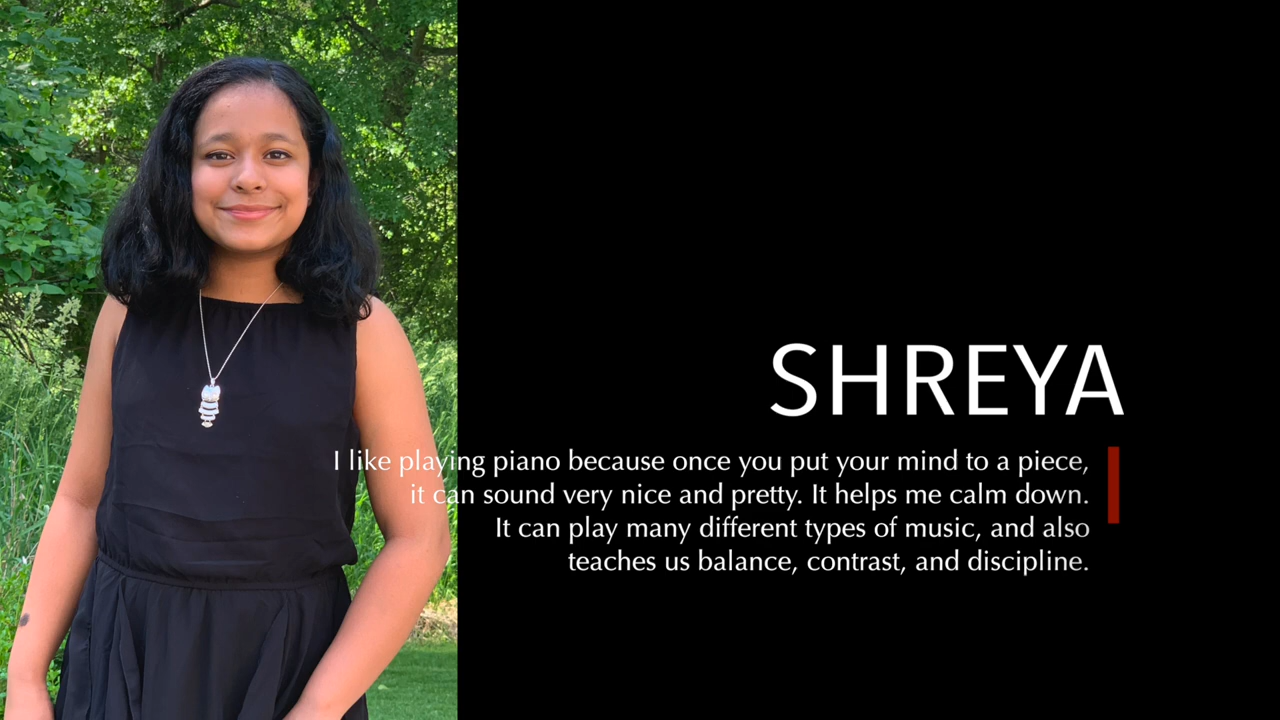 SHREYA
I like playing piano because once you put your mind to a piece,
it can sound very nice and pretty. It helps me calm down.
It can play many different types of music, and also
teaches us balance, contrast, and discipline.